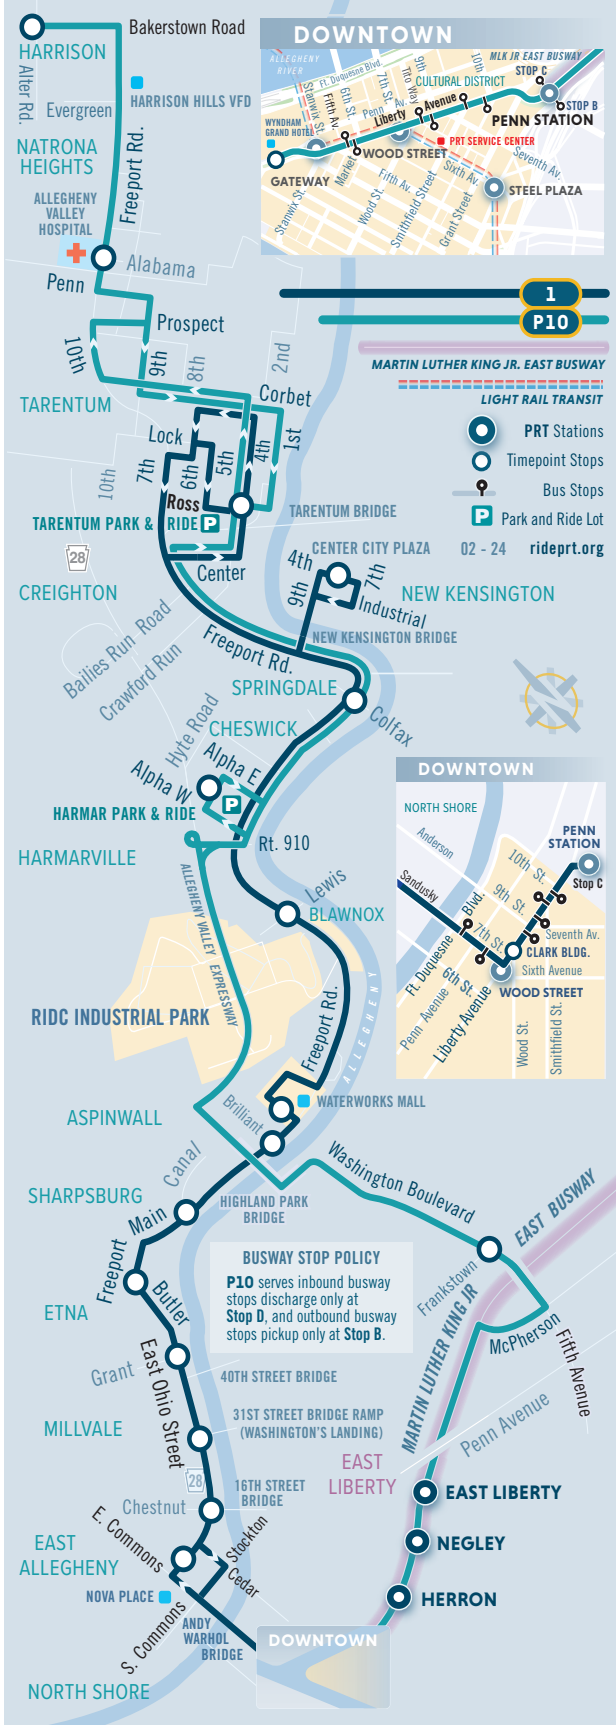 Bakerstown Road
HARRISON
Alter Rd.
Evergreen
HARRISON HILLS VFD
Freeport Rd.
NATRONA
HEIGHTS
ALLEGHENY
VALLEY
HOSPITAL
Alabama
Penn
Prospect
10th
9th
8th
2nd
TARENTUM
Corbet
Lock
7th
6th
5th
4th
1st
10th
Ross
TARENTUM PARK & RIDE P
TARENTUM BRIDGE
28
Center
CREIGHTON
CENTER CITY PLAZA
4th
7th
9th
Industrial
NEW KENSINGTON
NEW KENSINGTON BRIDGE
Freeport Rd.
Bailies Run Road
Crawford Run
SPRINGDALE
Colfax
CHESWICK
Hyte Road
Alpha E
Alpha W
P
HARMAR PARK & RIDE
HARMARVILLE
Rt. 910
ALLEGHENY VALLEY EXPRESSWAY
Lewis
BLAWNOX
RIDC INDUSTRIAL PARK
Freeport Rd.
ALLEGHENY
WATERWORKS MALL
Brilliant
ASPINWALL
Canal
SHARPSBURG
HIGHLAND PARK
BRIDGE
Washington Boulevard
Main
Freeport
Butler
ETNA
EAST BUSWAY
Frankstown
MARTIN LUTHER KING JR
McPherson
Fifth Avenue
BUSWAY STOP POLICY
P10 serves inbound busway
stops discharge only at
Stop D, and outbound busway
stops pickup only at Stop B.
Grant
East Ohio Street
40TH STREET BRIDGE
MILLVALE
31ST STREET BRIDGE RAMP
(WASHINGTON'S LANDING)
Penn Avenue
EAST
LIBERTY
28
16TH STREET
BRIDGE
Chestnut
EAST LIBERTY
NEGLEY
HERRON
E. Commons
Stockton
EAST
ALLEGHENY
Cedar
NOVA PLACE
S. Commons
ANDY
WARHOL
BRIDGE
DOWNTOWN
NORTH SHORE
DOWNTOWN
ALLEGHENY
RIVER
Ft. Duquesne Blvd.
MLK JR EAST BUSWAY
STOP C
STOP B
CULTURAL DISTRICT
Stanwix St.
Fifth Av.
6th St.
7th St.
Tito Way
9th
10th
Penn Av.
Liberty Avenue
PENN STATION
WYNDHAM
GRAND HOTEL
WOOD STREET
PRT SERVICE CENTER
GATEWAY
Market
Fifth Av.
Sixth Av.
Seventh Av.
STEEL PLAZA
Stanwix St.
Wood St.
Smithfield Street
Grant Street
1
P10
MARTIN LUTHER KING JR. EAST BUSWAY
LIGHT RAIL TRANSIT
PRT Stations
Timepoint Stops
Bus Stops
P Park and Ride Lot
02 - 24 rideprt.org
DOWNTOWN
NORTH SHORE
PENN
STATION
Anderson
10th St.
Stop C
Sandusky
9th St.
Blvd.
7th St.
Seventh Av.
CLARK BLDG.
Ft. Duquesne
6th St.
Sixth Avenue
WOOD STREET
Penn Avenue
Liberty Avenue
Wood St.
Smithfield St.